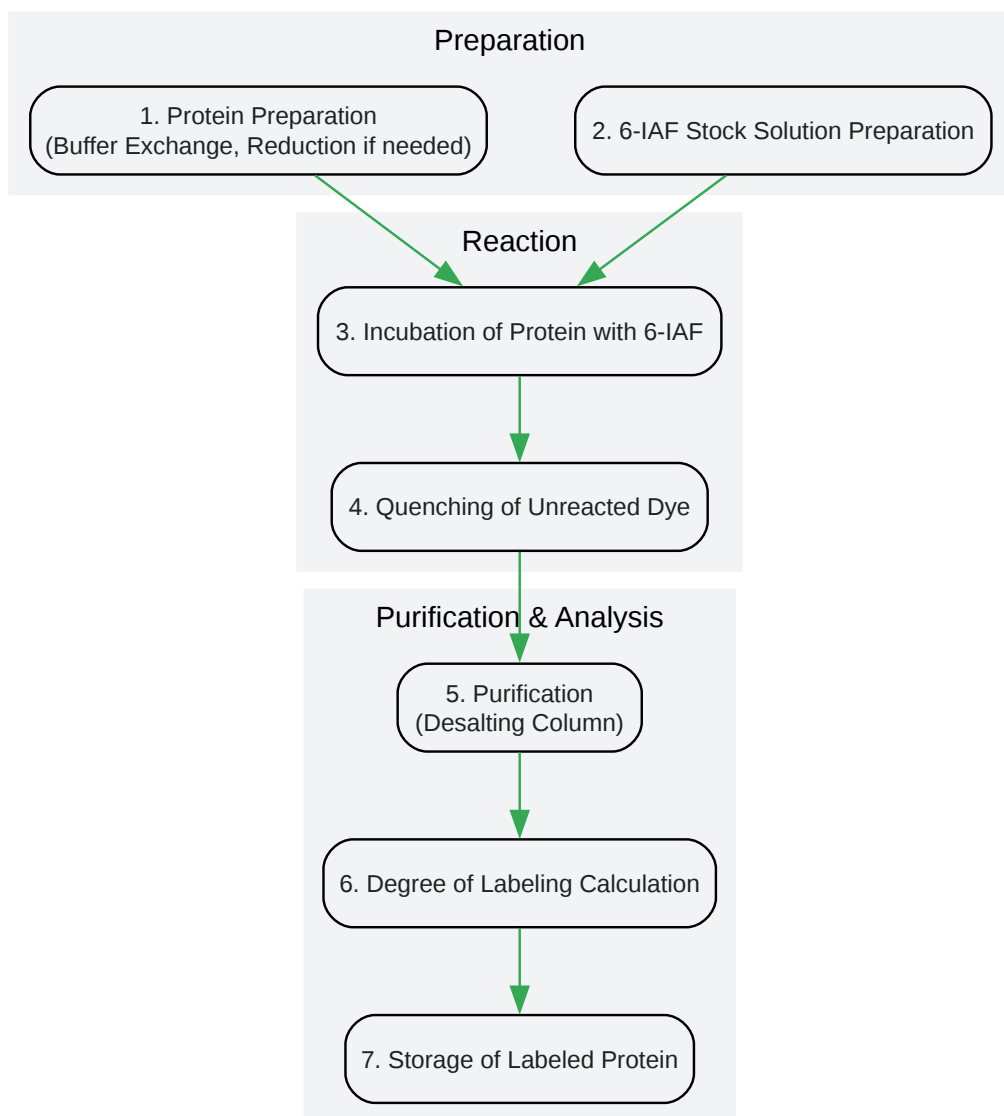 Preparation
1. Protein Preparation
(Buffer Exchange, Reduction if needed)
2. 6-IAF Stock Solution Preparation
Reaction
3. Incubation of Protein with 6-IAF
4. Quenching of Unreacted Dye
Purification & Analysis
5. Purification
(Desalting Column)
6. Degree of Labeling Calculation
7. Storage of Labeled Protein